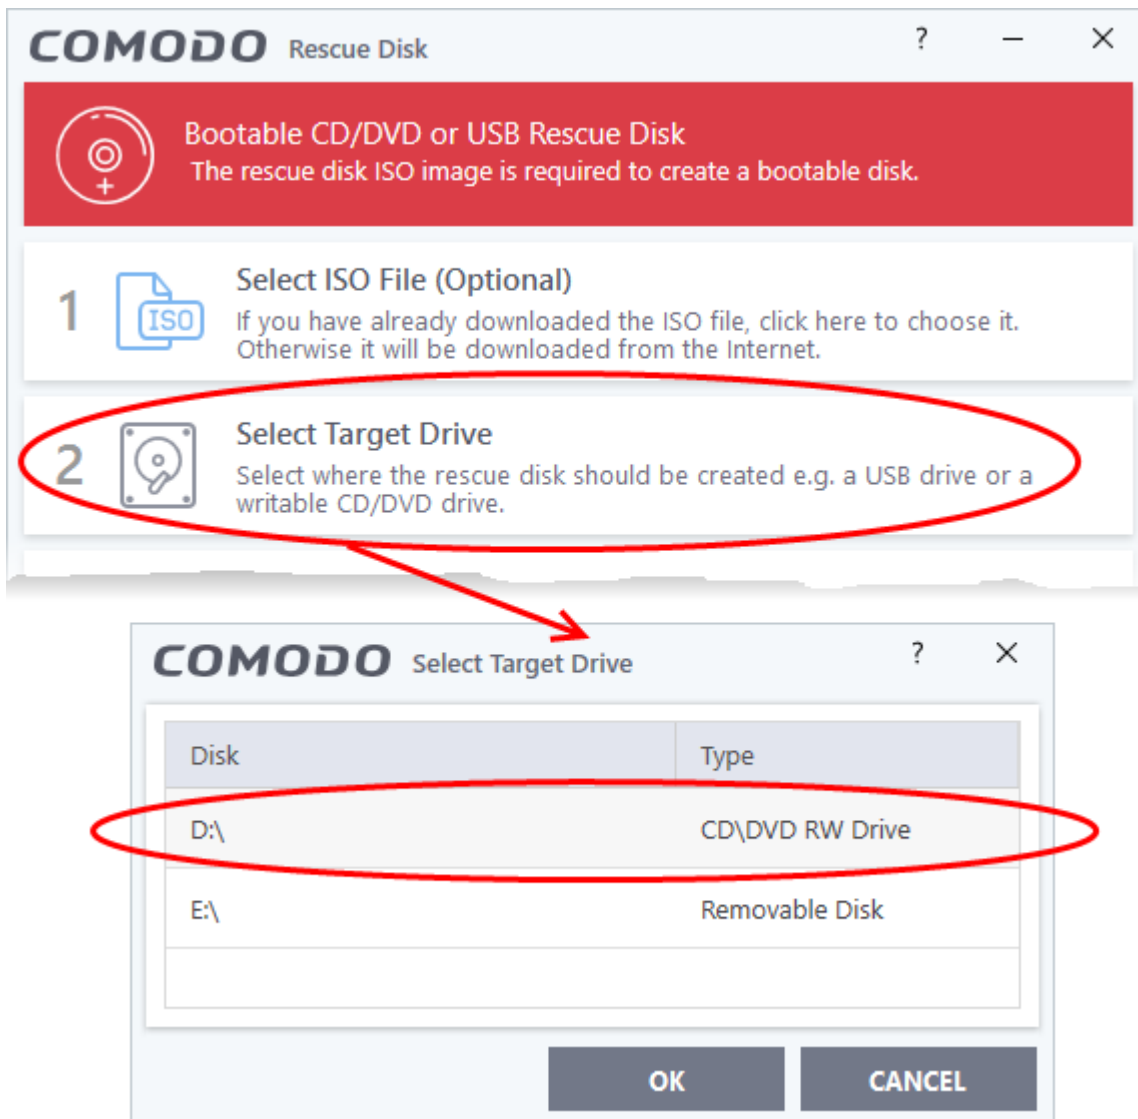 COMODO Rescue Disk ? — ×
Bootable CD/DVD or USB Rescue Disk
The rescue disk ISO image is required to create a bootable disk.
1
ISO
Select ISO File (Optional)
If you have already downloaded the ISO file, click here to choose it.
Otherwise it will be downloaded from the Internet.
2
Select Target Drive
Select where the rescue disk should be created e.g. a USB drive or a
writable CD/DVD drive.
COMODO Select Target Drive ? ×
Disk Type
D:\ CD\DVD RW Drive
E:\ Removable Disk
OK CANCEL